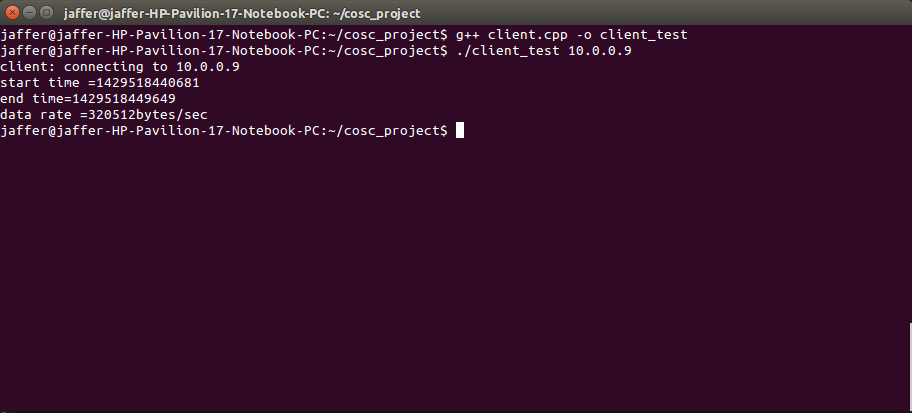 jaffer@jaffer-HP-Pavilion-17-Notebook-PC: ~/cosc_project
jaffer@jaffer-HP-Pavilion-17-Notebook-PC:~/cosc_project$ g++ client.cpp -o client_test
jaffer@jaffer-HP-Pavilion-17-Notebook-PC:~/cosc_project$ ./client_test 10.0.0.9
client: connecting to 10.0.0.9
start time =1429518440681
end time=1429518449649
data rate =320512bytes/sec
jaffer@jaffer-HP-Pavilion-17-Notebook-PC:~/cosc_project$